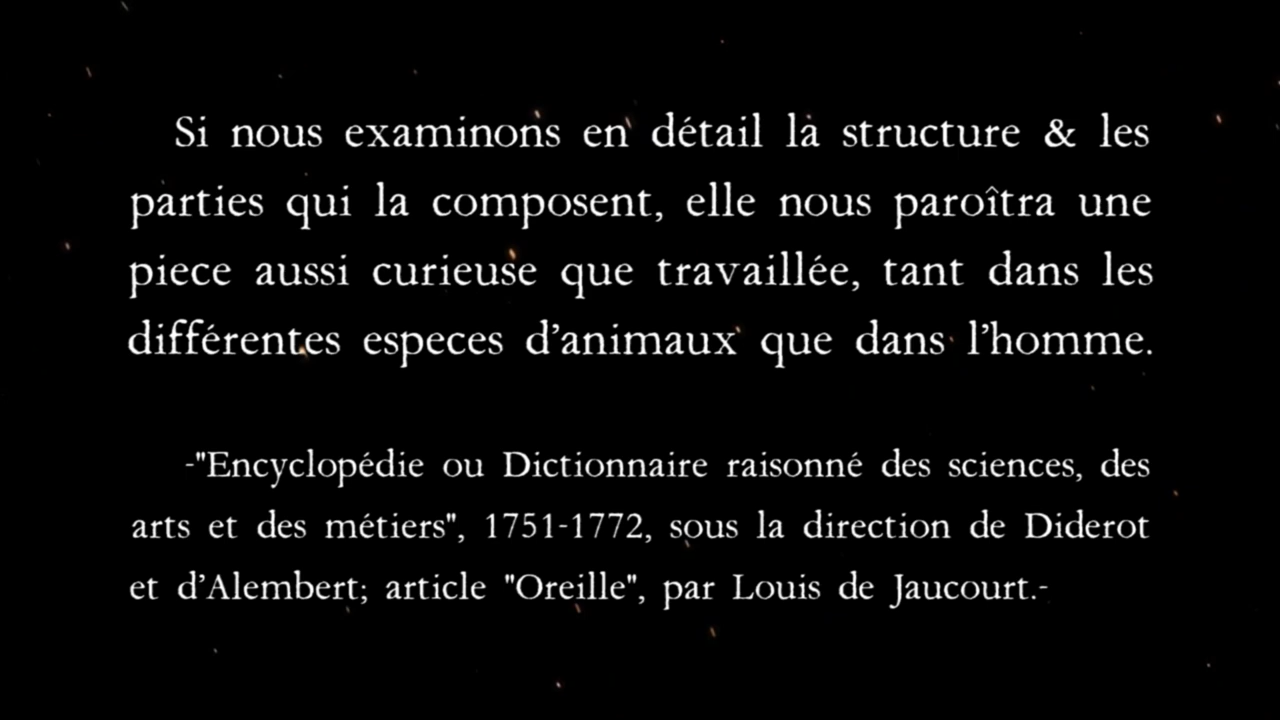 Si nous examinons en détail la structure & les
parties qui la composent, elle nous paroîtra une
piece aussi curieuse que travaillée, tant dans les
différentes especes d'animaux que dans l'homme.
-"Encyclopédie ou Dictionnaire raisonné des sciences, des
arts et des métiers", 1751-1772, sous la direction de Diderot
et d'Alembert; article "Oreille", par Louis de Jaucourt.-